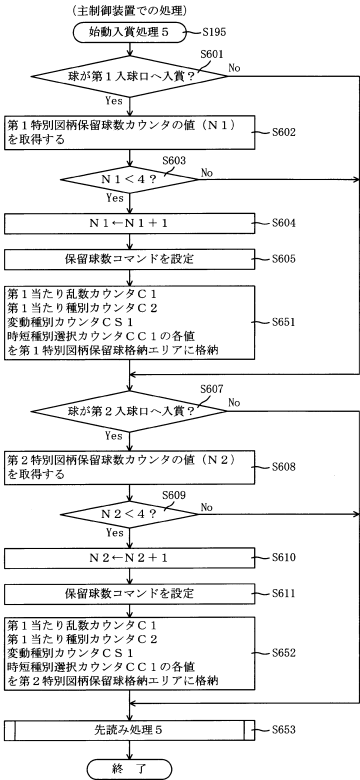 （主制御装置での処理）
始動入賞処理５
S195
球が第１入球口へ入賞？
S601
No
Yes
第１特別図柄保留球数カウンタの値（Ｎ１）
を取得する
S602
Ｎ１＜４？
S603
No
Yes
Ｎ１←Ｎ１＋１
S604
保留球数コマンドを設定
S605
第１当たり乱数カウンタＣ１
第１当たり種別カウンタＣ２
変動種別カウンタＣＳ１
時短種別選択カウンタＣＣ１の各値
を第１特別図柄保留球格納エリアに格納
S651
球が第２入球口へ入賞？
S607
No
Yes
第２特別図柄保留球数カウンタの値（Ｎ２）
を取得する
S608
Ｎ２＜４？
S609
No
Yes
Ｎ２←Ｎ２＋１
S610
保留球数コマンドを設定
S611
第１当たり乱数カウンタＣ１
第１当たり種別カウンタＣ２
変動種別カウンタＣＳ１
時短種別選択カウンタＣＣ１の各値
を第２特別図柄保留球格納エリアに格納
S652
先読み処理５
S653
終　了